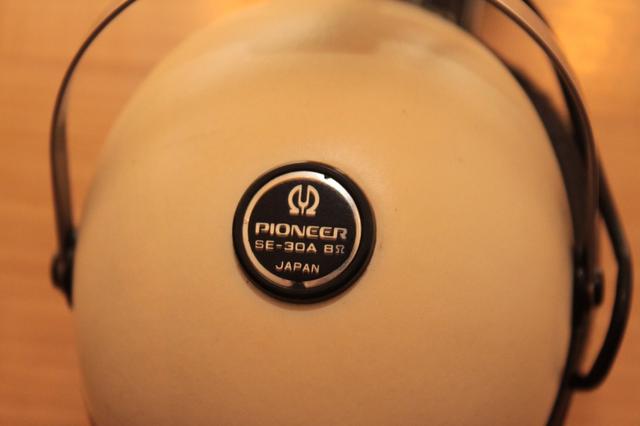 PIONEER
SE-30A 8Ω
JAPAN